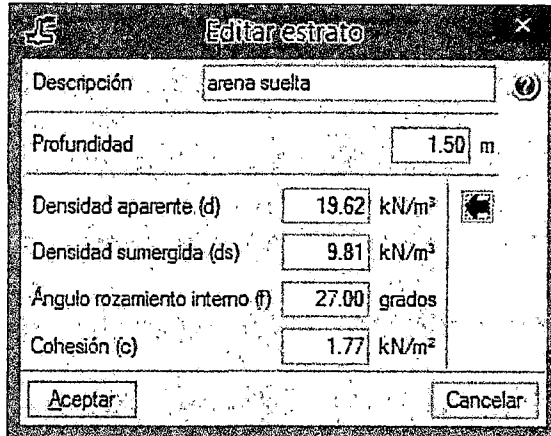 Editar estrato
Descripción arena suelta
Profundidad 1.50 m
Densidad aparente (d) 19.62 kN/m³
Densidad sumergida (ds) 9.81 kN/m³
Ángulo rozamiento interno (f) 27.00 grados
Cohesión (c) 1.77 kN/m²
Aceptar Cancelar